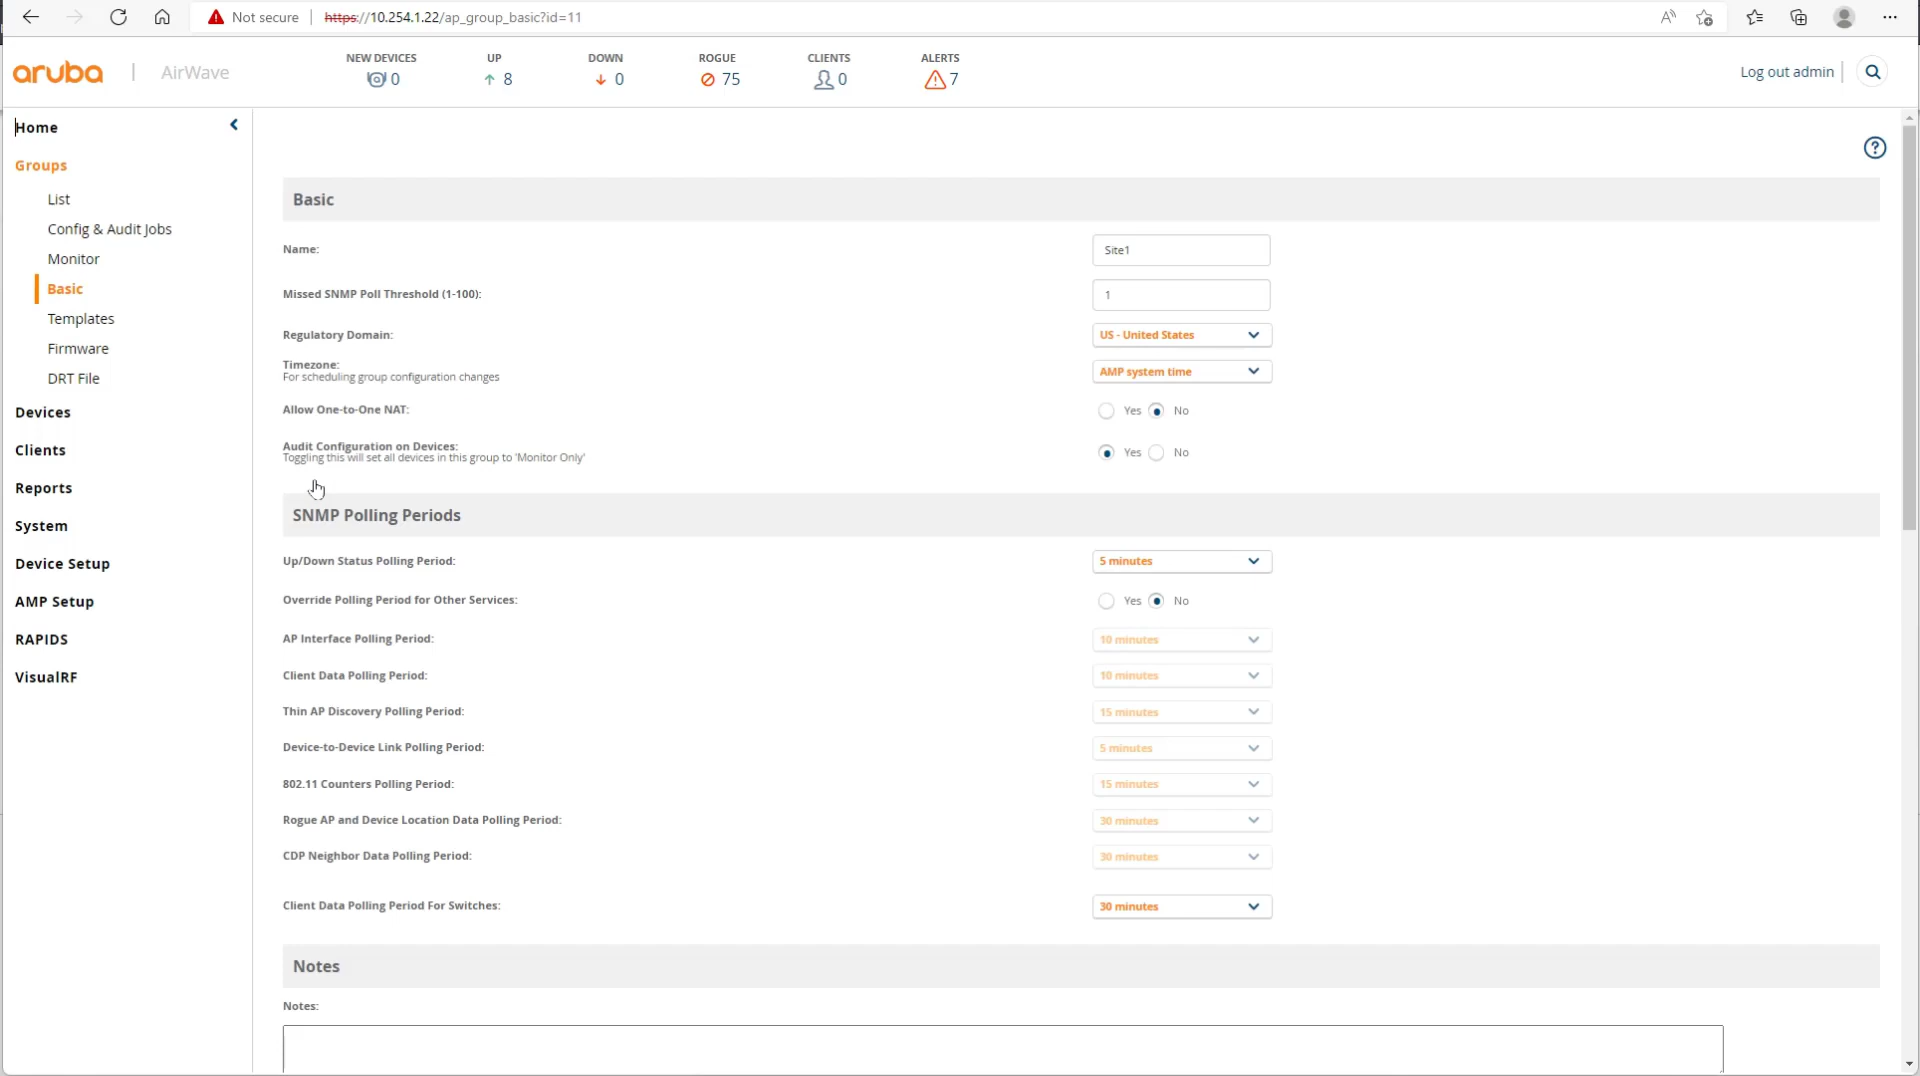 Not secure
https://10.254.1.22/ap_group_basic?id=11
aruba
AirWave
NEW DEVICES
0
UP
8
DOWN
0
ROGUE
75
CLIENTS
0
ALERTS
7
Log out admin
Home
Groups
List
Config & Audit Jobs
Monitor
Basic
Templates
Firmware
DRT File
Devices
Clients
Reports
System
Device Setup
AMP Setup
RAPIDS
VisualRF
Basic
Name:
Site1
Missed SNMP Poll Threshold (1-100):
1
Regulatory Domain:
US - United States
Timezone:
For scheduling group configuration changes
AMP system time
Allow One-to-One NAT:
Yes No
Audit Configuration on Devices:
Toggling this will set all devices in this group to 'Monitor Only'
Yes No
SNMP Polling Periods
Up/Down Status Polling Period:
5 minutes
Override Polling Period for Other Services:
Yes No
AP Interface Polling Period:
10 minutes
Client Data Polling Period:
10 minutes
Thin AP Discovery Polling Period:
15 minutes
Device-to-Device Link Polling Period:
5 minutes
802.11 Counters Polling Period:
15 minutes
Rogue AP and Device Location Data Polling Period:
30 minutes
CDP Neighbor Data Polling Period:
30 minutes
Client Data Polling Period For Switches:
30 minutes
Notes
Notes: